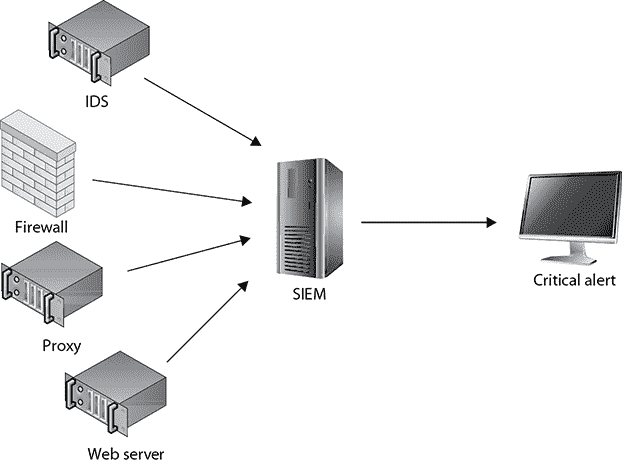 IDS
Firewall
SIEM
Critical alert
Proxy
Web server